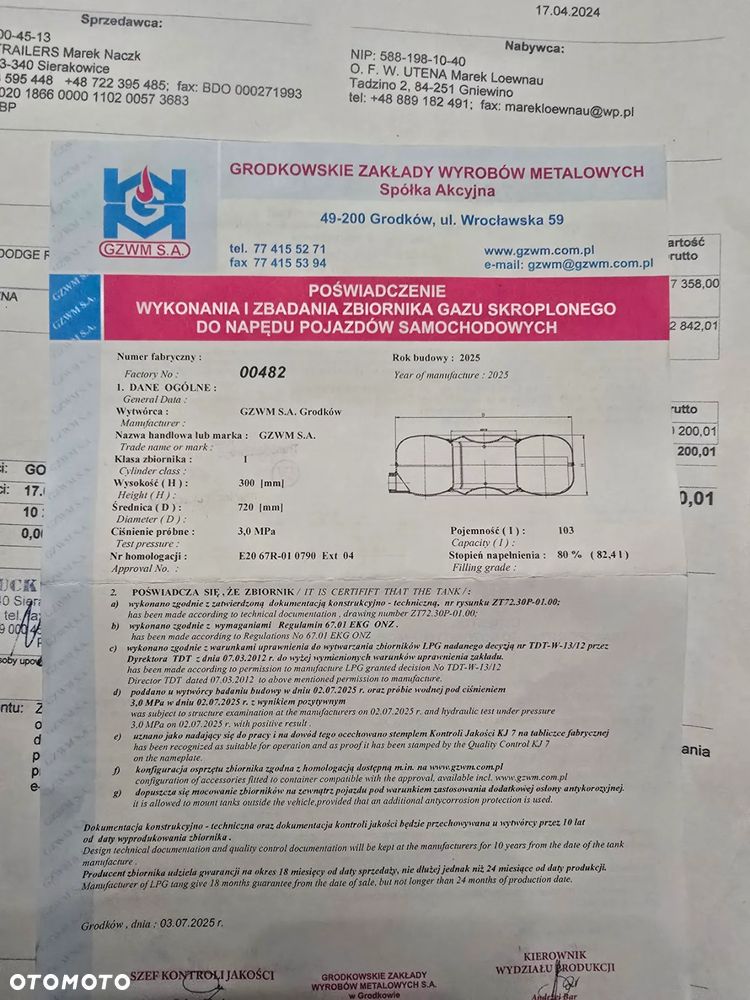 17.04.2024
Sprzedawca:
00-45-13
TRAILERS Marek Naczk
3-340 Sierakowice
595 448 +48 722 395 485; fax: BDO 000271993
020 1866 0000 1102 0057 3683
BP
Nabywca:
NIP: 588-198-10-40
O. F. W. UTENA Marek Loewnau
Tadzino 2, 84-251 Gniewino
tel: +48 889 182 491; fax: marekloewnau@wp.pl
GZWM S.A.
GRODKOWSKIE ZAKŁADY WYROBÓW METALOWYCH
Spółka Akcyjna
49-200 Grodków, ul. Wrocławska 59
tel. 77 415 52 71
fax 77 415 53 94
www.gzwm.com.pl
e-mail: gzwm@gzwm.com.pl
DODGE
7 358,00
2 842,01
200,01
200,01
0,01
POŚWIADCZENIE
WYKONANIA I ZBADANIA ZBIORNIKA GAZU SKROPLONEGO
DO NAPĘDU POJAZDÓW SAMOCHODOWYCH
Numer fabryczny :
Factory No : 00482
Rok budowy : 2025
Year of manufacture : 2025
1. DANE OGÓLNE :
General Data :
Wytwórca : GZWM S.A. Grodków
Manufacturer :
Nazwa handlowa lub marka : GZWM S.A.
Trade name or mark :
Klasa zbiornika : 1
Cylinder class :
Wysokość ( H ) : 300 [mm]
Height ( H ) :
Średnica ( D ) : 720 [mm]
Diameter ( D ) :
Ciśnienie próbne : 3,0 MPa
Test pressure :
Nr homologacji : E20 67R-01 0790 Ext 04
Approval No. :
Pojemność ( l ) : 103
Capacity ( l ) :
Stopień napełnienia : 80 % ( 82,4 l )
Filling grade :
2. POŚWIADCZA SIĘ , ŻE ZBIORNIK / IT IS CERTIFIFT THAT THE TANK / :
a) wykonano zgodnie z zatwierdzoną dokumentacją konstrukcyjno - techniczną, nr rysunku ZT72.30P-01.00;
has been made according to technical documentation , drawing number ZT72.30P-01.00;
b) wykonano zgodnie z wymaganiami Regulamin 67.01 EKG ONZ .
has been made according to Regulations No 67.01 EKG ONZ
c) wykonano zgodnie z warunkami uprawnienia do wytwarzania zbiorników LPG nadanego decyzją nr TDT-W-13/12 przez
Dyrektora TDT z dnia 07.03.2012 r. do wyżej wymienionych warunków uprawnienia zakładu.
has been made according to permission to manufacture LPG granted decision No TDT-W-13/12
Director TDT dated 07.03.2012 to above mentioned permission to manufacture.
d) poddano u wytwórcy badaniu budowy w dniu 02.07.2025 r. oraz próbie wodnej pod ciśnieniem
3,0 MPa w dniu 02.07.2025 r. z wynikiem pozytywnym
was subject to structure examination at the manufacturers on 02.07.2025 r. and hydraulic test under pressure
3,0 MPa on 02.07.2025 r. with positive result .
e) uznano jako nadający się do pracy i na dowód tego ocechowano stemplem Kontroli Jakości KJ 7 na tabliczce fabrycznej
has been recognized as suitable for operation and as proof it has been stamped by the Quality Control KJ 7
on the nameplate.
f) konfiguracja osprzętu zbiornika zgodna z homologacją dostępną m.in. na www.gzwm.com.pl
configuration of accessories fitted to container compatible with the approval, available incl. www.gzwm.com.pl
g) dopuszcza się mocowanie zbiorników na zewnątrz pojazdu pod warunkiem zastosowania dodatkowej osłony antykorozyjnej.
it is allowed to mount tanks outside the vehicle,provided that an additional antycorrosion protection is used.
Dokumentacja konstrukcyjno - techniczna oraz dokumentacja kontroli jakości będzie przechowywana u wytwórcy przez 10 lat
od daty wyprodukowania zbiornika .
Design technical documentation and quality control documentation will be kept at the manufacturers for 10 years from the date of the tank
manufacture .
Producent zbiornika udziela gwarancji na okres 18 miesięcy od daty sprzedaży, nie dłużej jednak niż 24 miesiące od daty produkcji.
Manufacturer of LPG tang give 18 months guarantee from the date of sale, but not longer than 24 months of production date.
Grodków , dnia : 03.07.2025 r.
SZEF KONTROLI JAKOŚCI
GRODKOWSKIE ZAKŁADY
WYROBÓW METALOWYCH S.A.
w Grodkowie
KIEROWNIK
WYDZIAŁU PRODUKCJI
Andrzej Bar
OTOMOTO